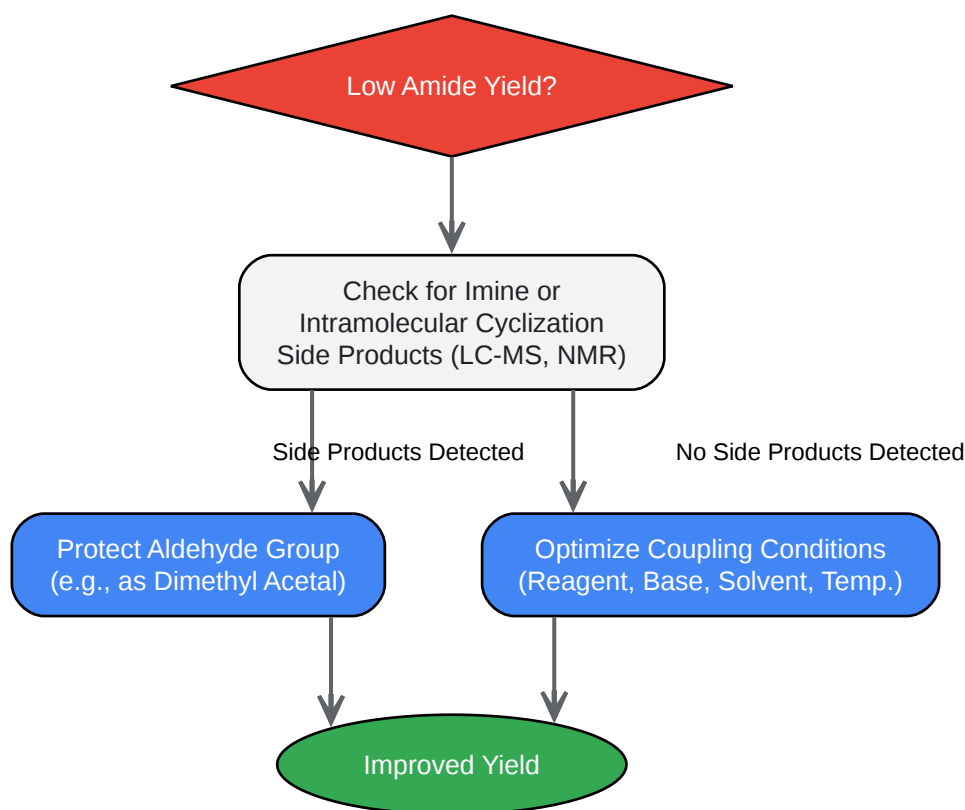 Low Amide Yield?
Check for Imine or
Intramolecular Cyclization
Side Products (LC-MS, NMR)
Side Products Detected
No Side Products Detected
Protect Aldehyde Group
(e.g., as Dimethyl Acetal)
Optimize Coupling Conditions
(Reagent, Base, Solvent, Temp.)
Improved Yield